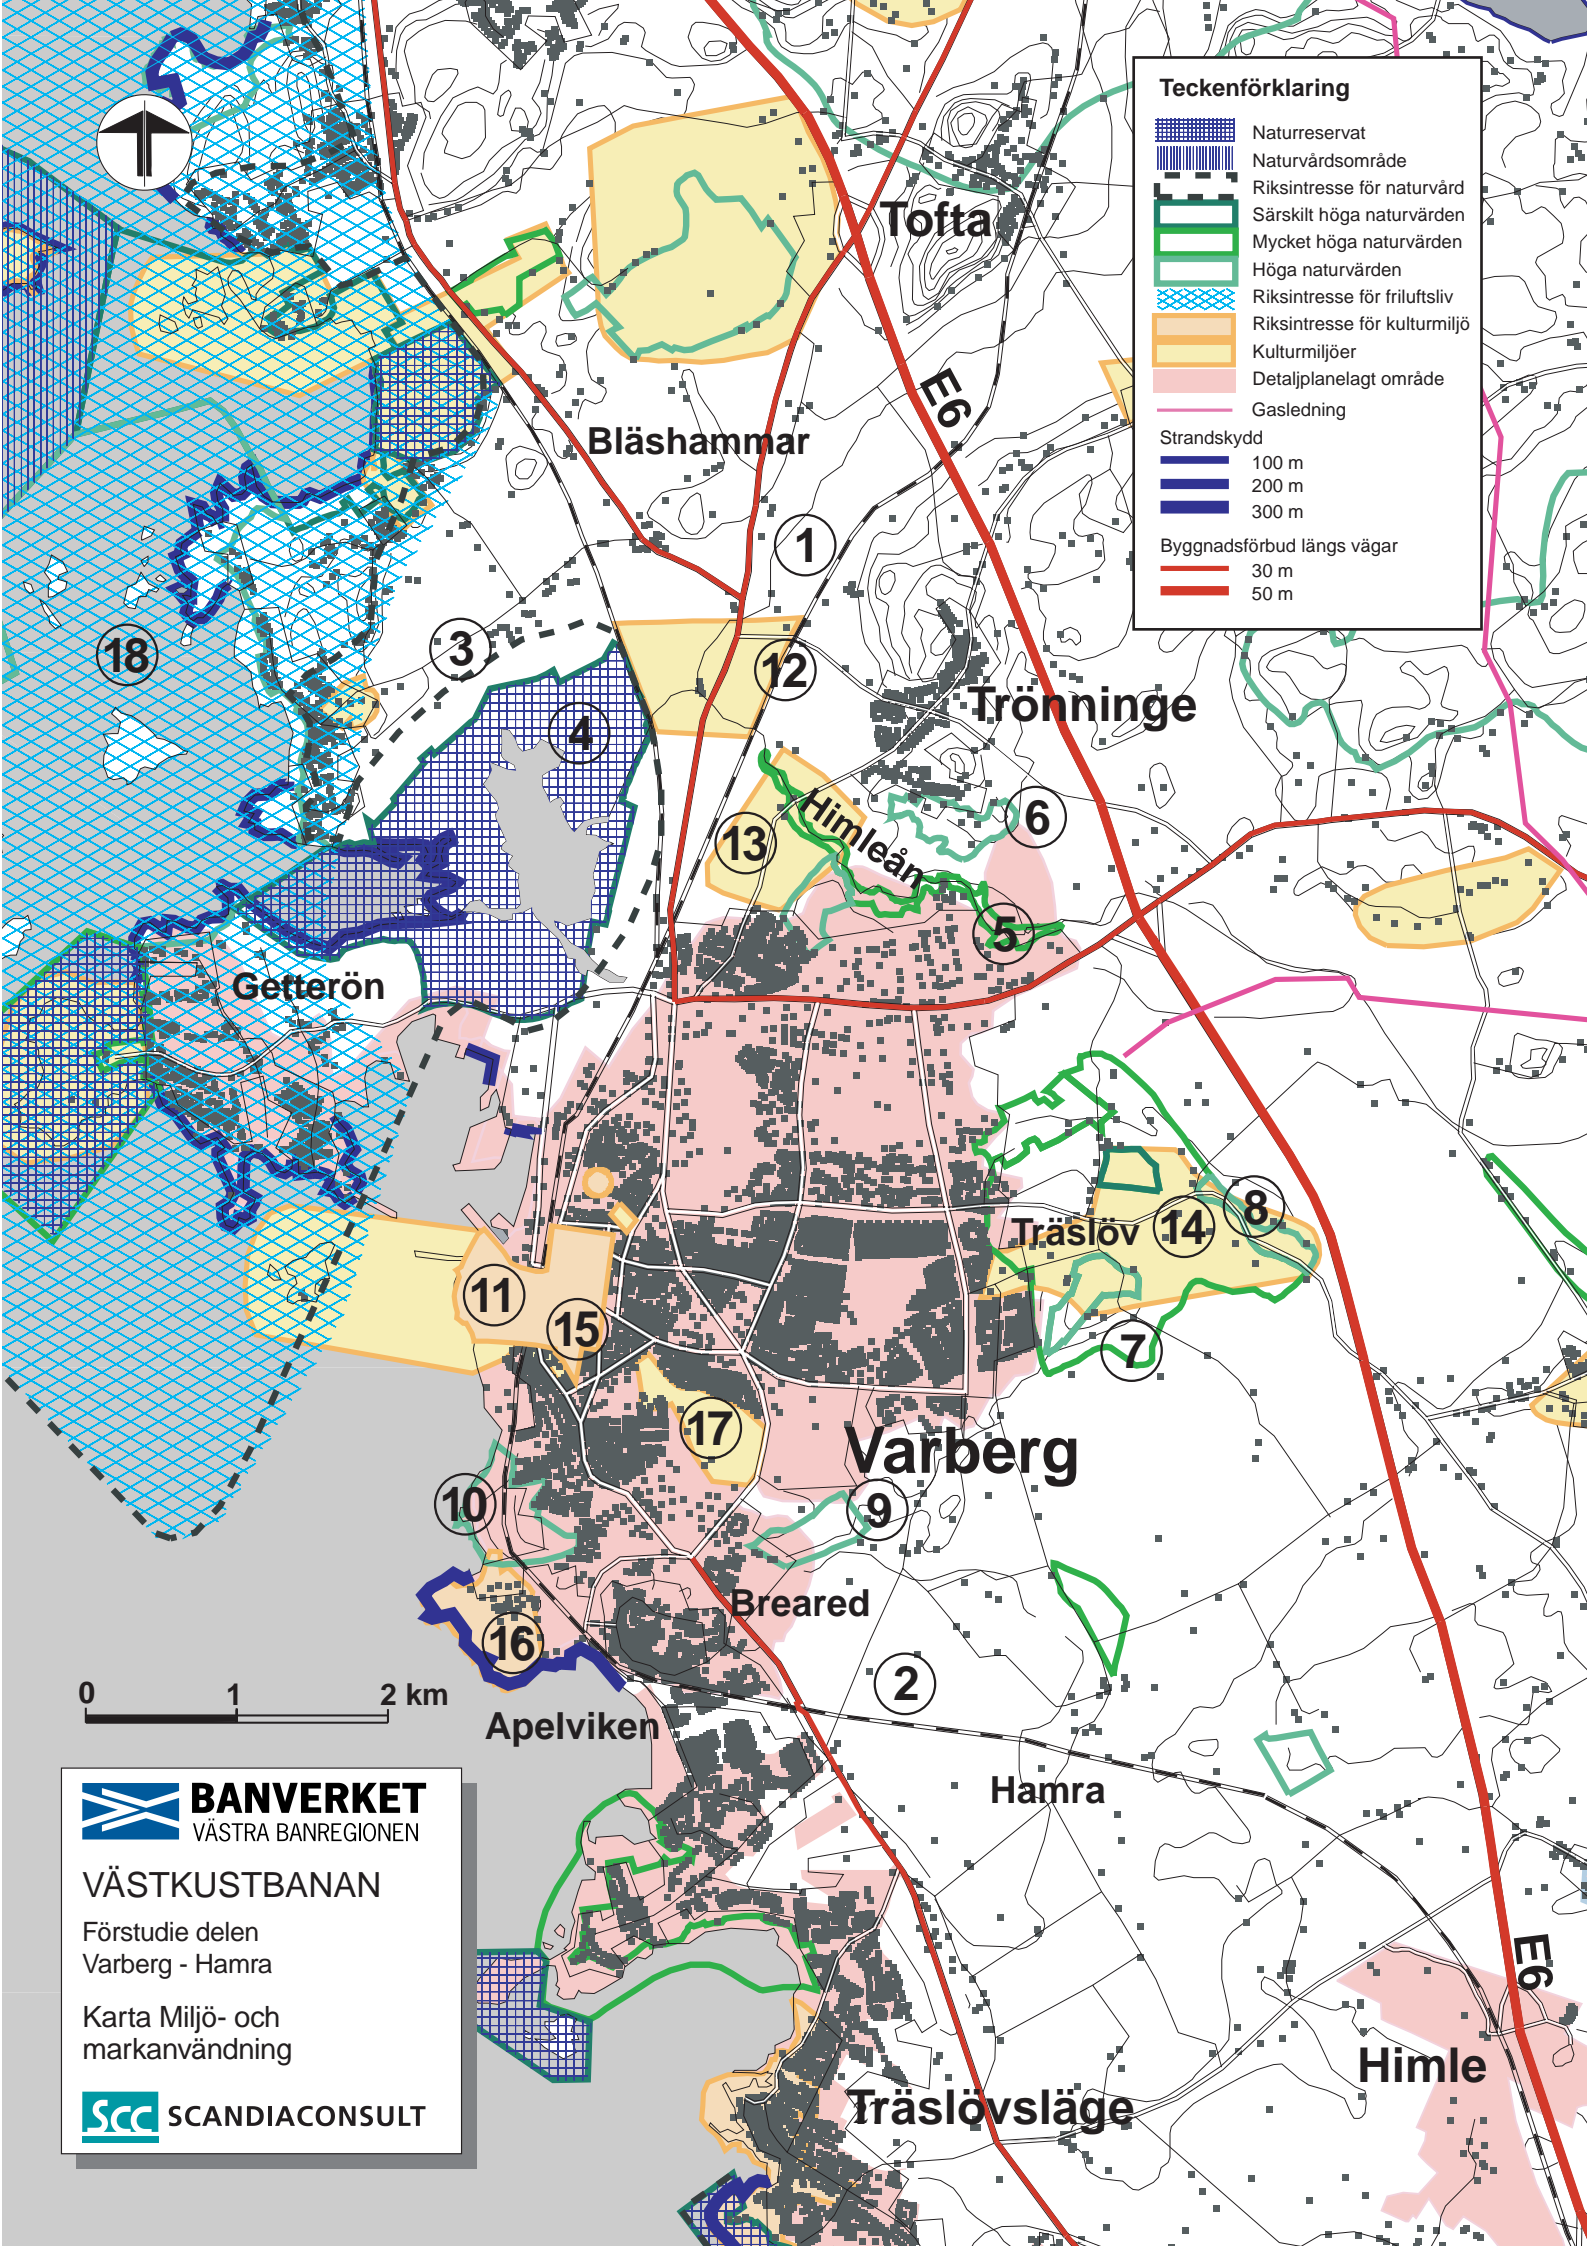 Teckenförklaring
Naturreservat
Naturvårdsområde
Riksintresse för naturvård
Särskilt höga naturvärden
Mycket höga naturvärden
Höga naturvärden
Riksintresse för friluftsliv
Riksintresse för kulturmiljö
Kulturmiljöer
Detaljplanelagt område
Gasledning
Strandskydd
100 m
200 m
300 m
Byggnadsförbud längs vägar
30 m
50 m
Tofta
E6
Bläshammar
1
3
18
12
4
Trönninge
Himleån
6
13
5
Getterön
Träslöv
14
8
11
15
7
17
Varberg
10
9
Breared
16
2
0 1 2 km
Apelviken
Hamra
BANVERKET
VÄSTRA BANREGIONEN
VÄSTKUSTBANAN
Förstudie delen
Varberg - Hamra
Karta Miljö- och
markanvändning
SCC SCANDIACONSULT
E6
Himle
Träslövsläge